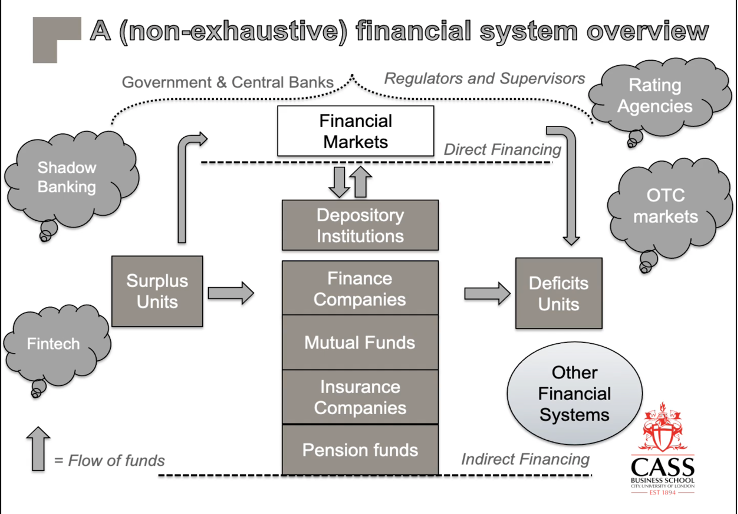 A (non-exhaustive) financial system overview
Government & Central Banks
Regulators and Supervisors
Rating
Agencies
Financial
Markets
Direct Financing
Shadow
Banking
OTC
markets
Depository
Institutions
Surplus
Units
Finance
Companies
Deficits
Units
Mutual Funds
Fintech
Insurance
Companies
Other
Financial
Systems
Pension funds
= Flow of funds
Indirect Financing
CASS
BUSINESS SCHOOL
CITY UNIVERSITY OF LONDON
EST 1894